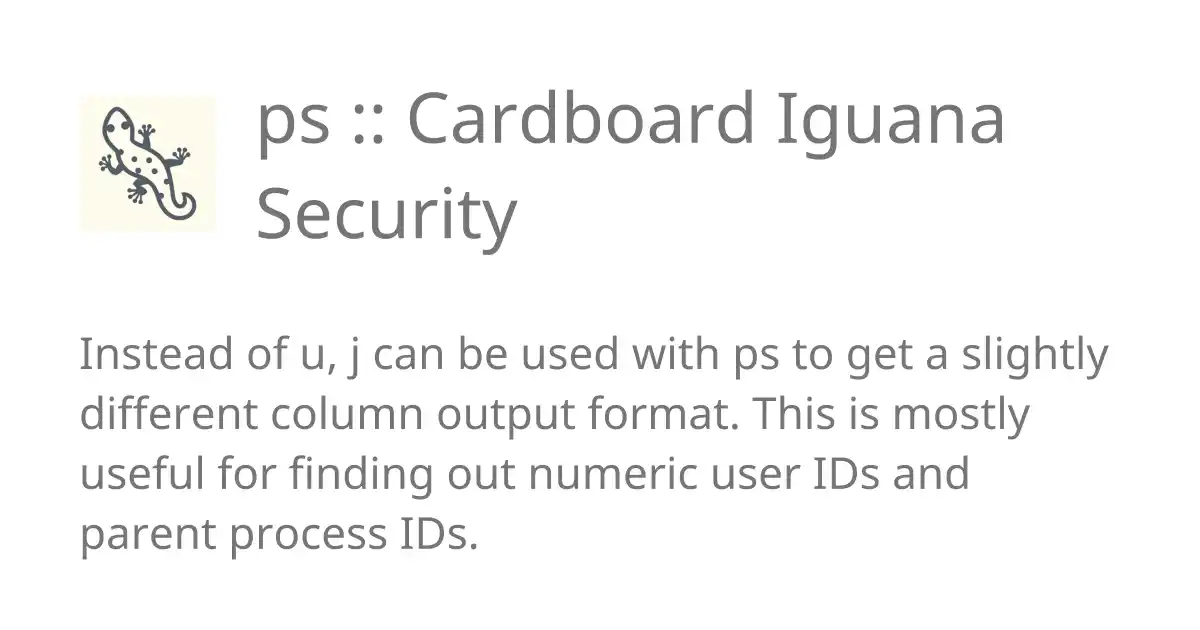 ps :: Cardboard Iguana
Security
Instead of u, j can be used with ps to get a slightly
different column output format. This is mostly
useful for finding out numeric user IDs and
parent process IDs.